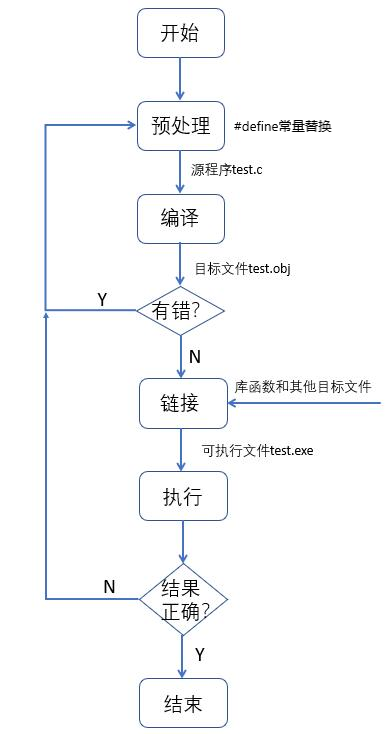 开始
预处理
#define常量替换
源程序test.c
编译
目标文件test.obj
有错？
Y
N
库函数和其他目标文件
链接
可执行文件test.exe
执行
结果
正确？
N
Y
结束